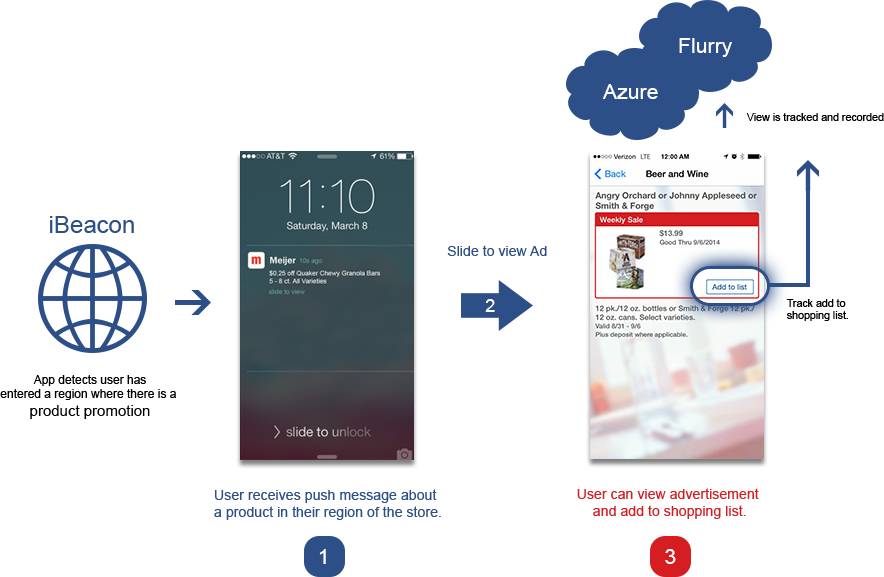 iBeacon
App detects user has
entered a region where there is a
product promotion
AT&T
61%
11:10
Saturday, March 8
m
Meijer 10s ago
$0.25 off Quaker Chewy Granola Bars
5 - 8 ct. All Varieties
slide to view
slide to unlock
User receives push message about
a product in their region of the store.
1
Slide to view Ad
2
Flurry
Azure
View is tracked and recorded
Verizon LTE 12:00 AM
Back
Beer and Wine
Angry Orchard or Johnny Appleseed or
Smith & Forge
Weekly Sale
$13.99
Good Thru 9/6/2014
Add to list
12 pk./12 oz. bottles or Smith & Forge 12 pk./
12 oz. cans. Select varieties.
Valid 8/31 - 9/6
Plus deposit where applicable.
Track add to
shopping list.
User can view advertisement
and add to shopping list.
3